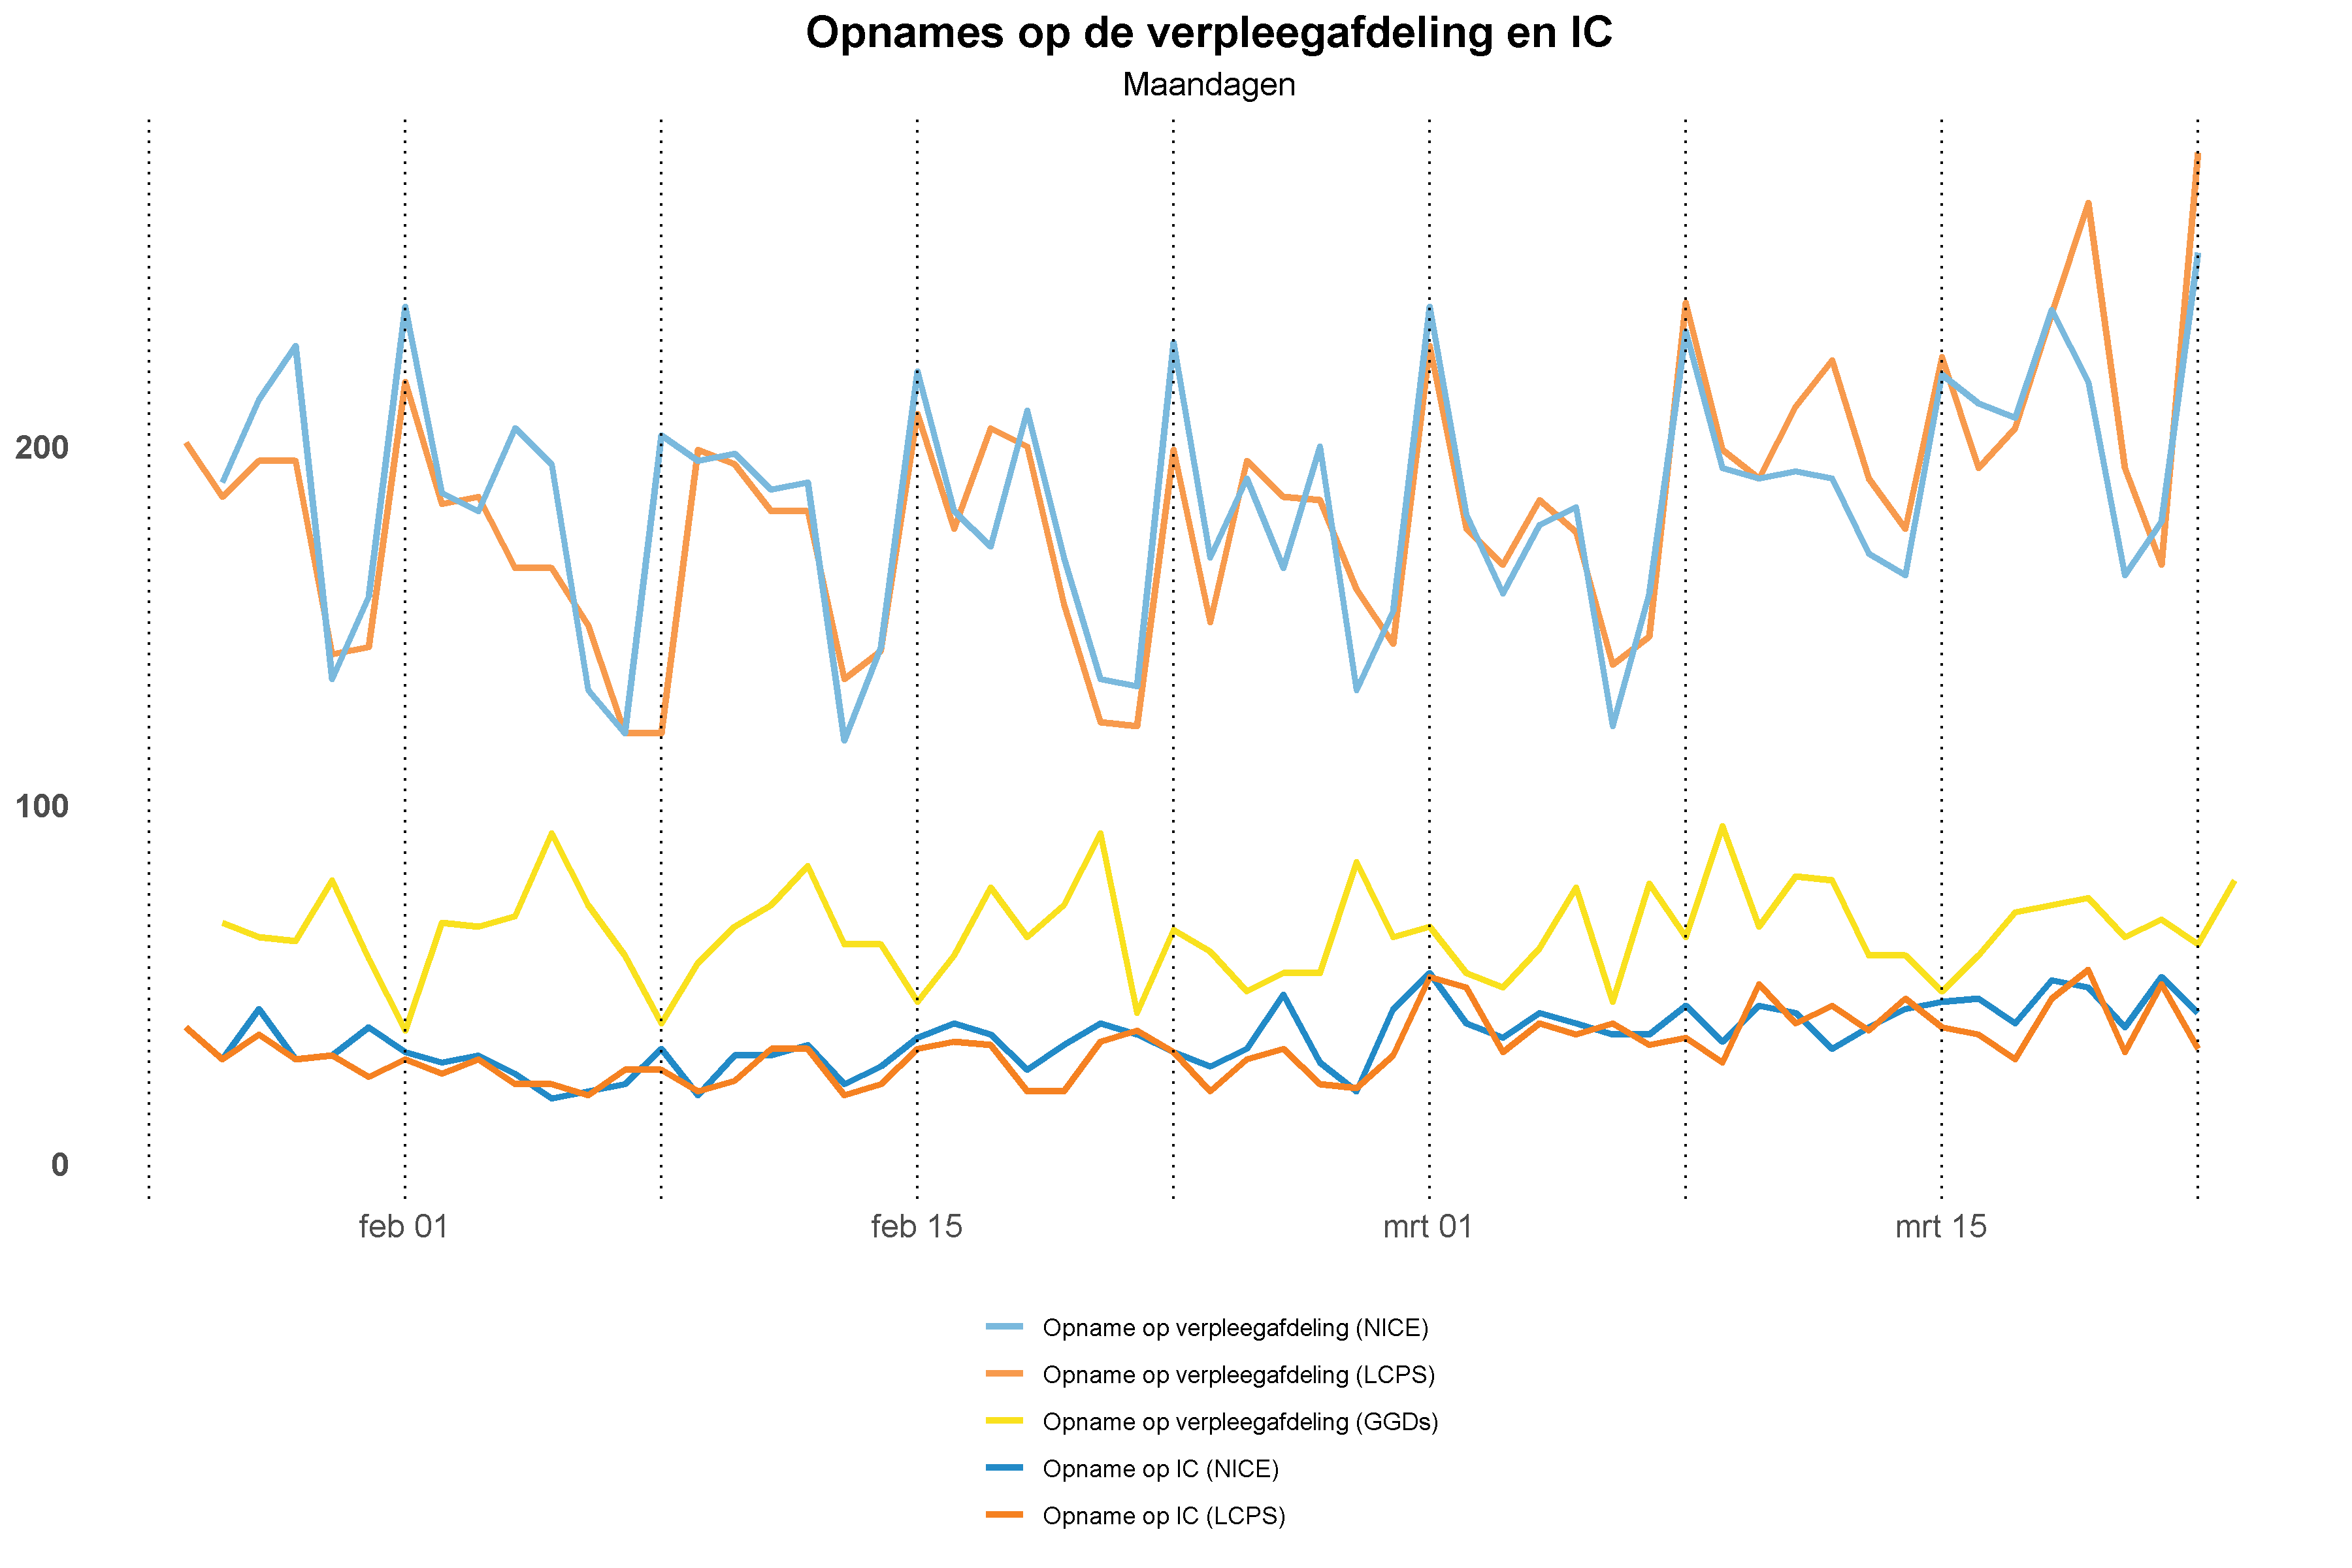 Opnames op de verpleegafdeling en IC
Maandagen
200
100
0
feb 01
feb 15
mrt 01
mrt 15
Opname op verpleegafdeling (NICE)
Opname op verpleegafdeling (LCPS)
Opname op verpleegafdeling (GGDs)
Opname op IC (NICE)
Opname op IC (LCPS)